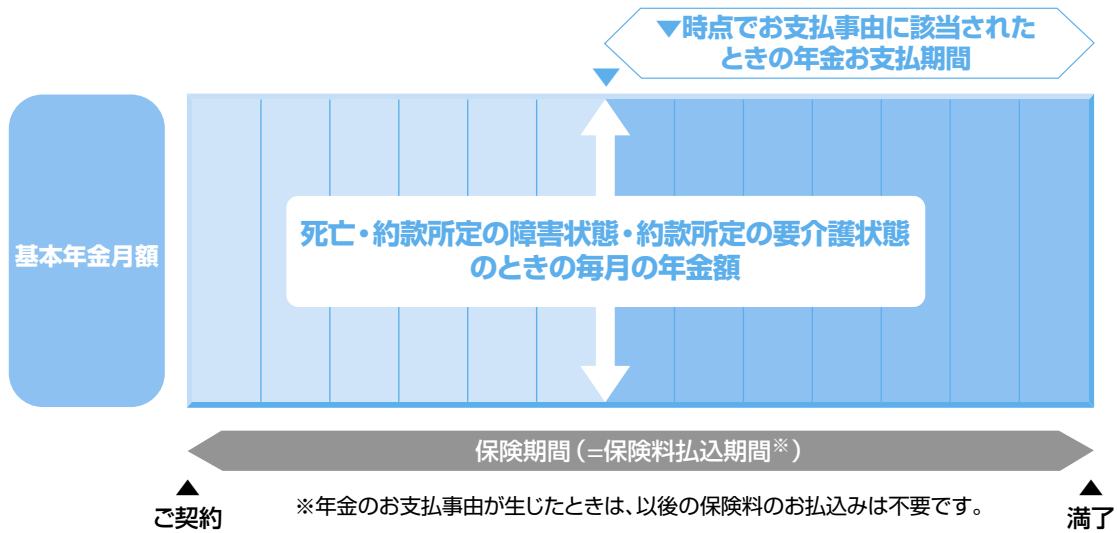 ▼時点でお支払事由に該当された
ときの年金お支払期間
基本年金月額
死亡・約款所定の障害状態・約款所定の要介護状態
のときの毎月の年金額
保険期間（=保険料払込期間※）
ご契約
※年金のお支払事由が生じたときは、以後の保険料のお払込みは不要です。
満了